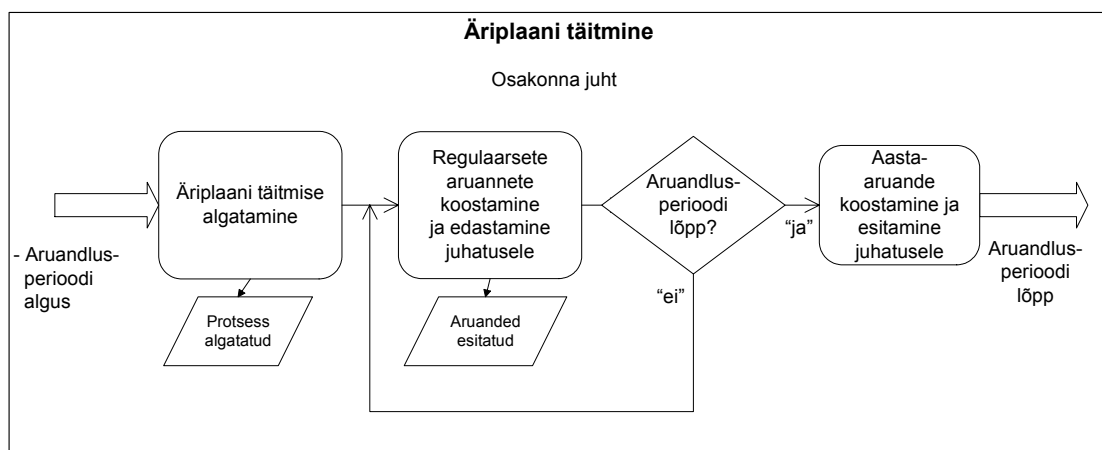 Äriplaani täitmine
Osakonna juht
- Aruandlus-
perioodi
algus
Äriplaani täitmise
algatamine
Protsess
algatatud
Regulaarsete
aruannete
koostamine
ja edastamine
juhatusele
Aruanded
esitatud
Aruandlus-
perioodi
lõpp?
“ja”
“ei”
Aasta-
aruande
koostamine ja
esitamine
juhatusele
Aruandlus-
perioodi
lõpp